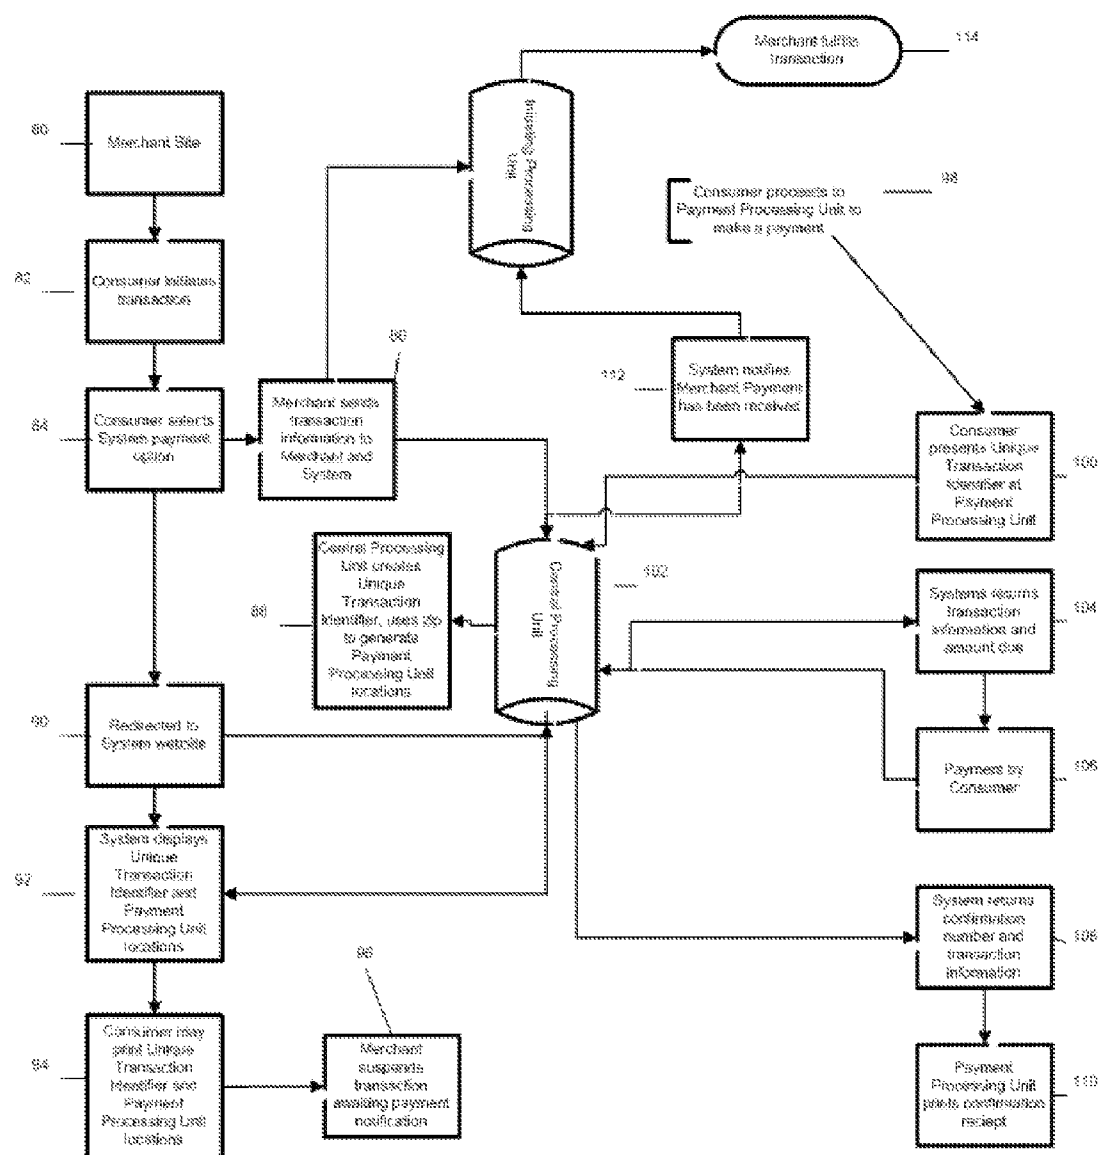 Merchant fulfills
transaction
114
80
Merchant Site
Processing
Unit
98
Consumer proceeds to
Payment Processing Unit to
make a payment
82
Consumer initiates
transaction
84
Consumer selects
System payment
option
Merchant sends
transaction
information to
Merchant and
System
112
System notifies
Merchant Payment
has been received
Consumer
presents Unique
Transaction
Identifier at
Payment
Processing Unit
100
Central Processing
Unit creates
Unique
Transaction
Identifier, uses zip
to generate
Payment
Processing Unit
locations
Central Processing
Unit
102
Systems returns
transaction
information and
amount due
104
90
Redirected to
System website
Payment by
Consumer
106
92
System displays
Unique
Transaction
Identifier and
Payment
Processing Unit
locations
System returns
confirmation
number and
transaction
information
108
96
94
Consumer may
print Unique
Transaction
Identifier and
Payment
Processing Unit
locations
Merchant
suspends
transaction
awaiting payment
notification
Payment
Processing Unit
prints confirmation
reciept
110